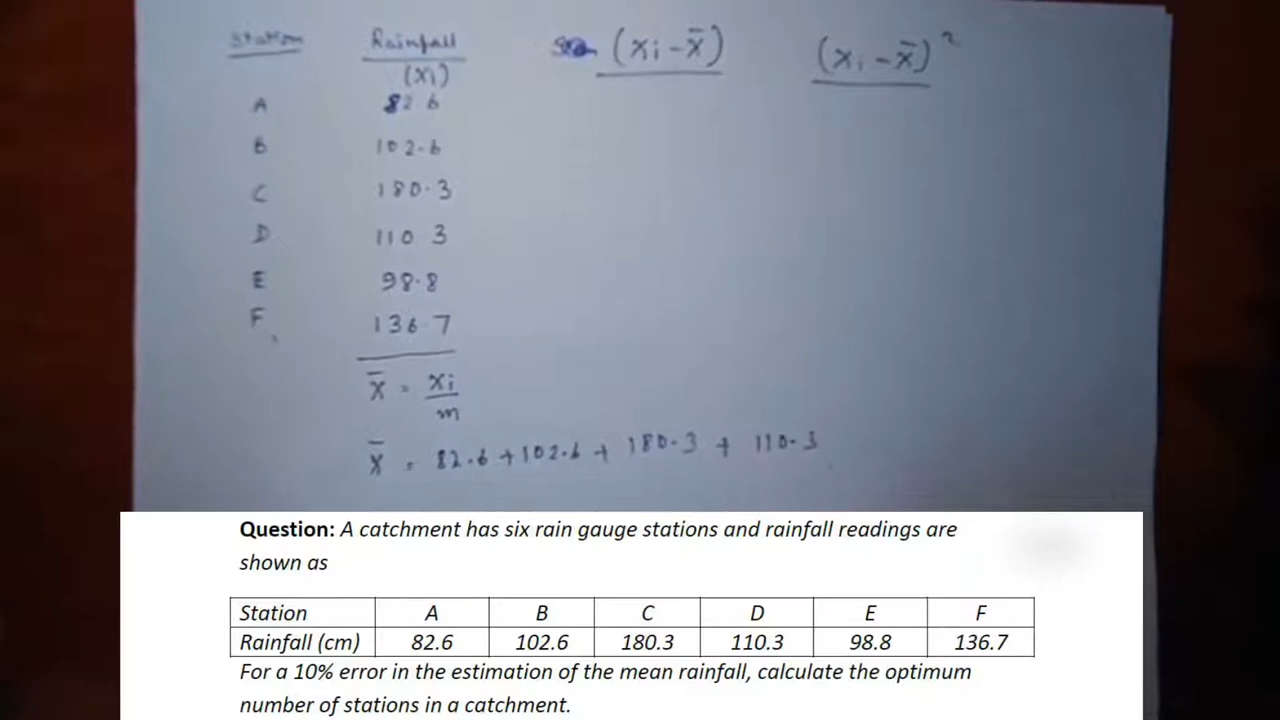 Station Rainfall (xi - x̄) (xi - x̄)²
(xi)
A 82 6
B 102.6
C 180.3
D 110 3
E 98.8
F 136 7
x̄ = xi/m
x̄ = 82.6 + 102.6 + 180.3 + 110.3
Question: A catchment has six rain gauge stations and rainfall readings are
shown as
Station A B C D E F
Rainfall (cm) 82.6 102.6 180.3 110.3 98.8 136.7
For a 10% error in the estimation of the mean rainfall, calculate the optimum
number of stations in a catchment.